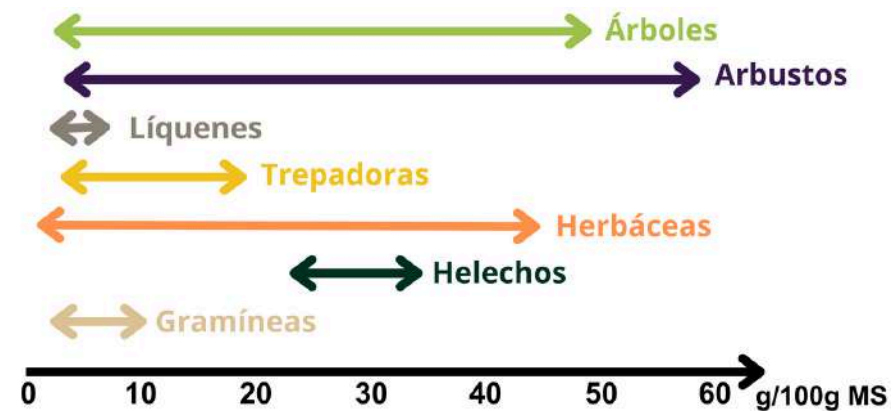 Árboles
Arbustos
Líquenes
Trepadoras
Herbáceas
Helechos
Gramíneas
0 10 20 30 40 50 60 g/100g MS